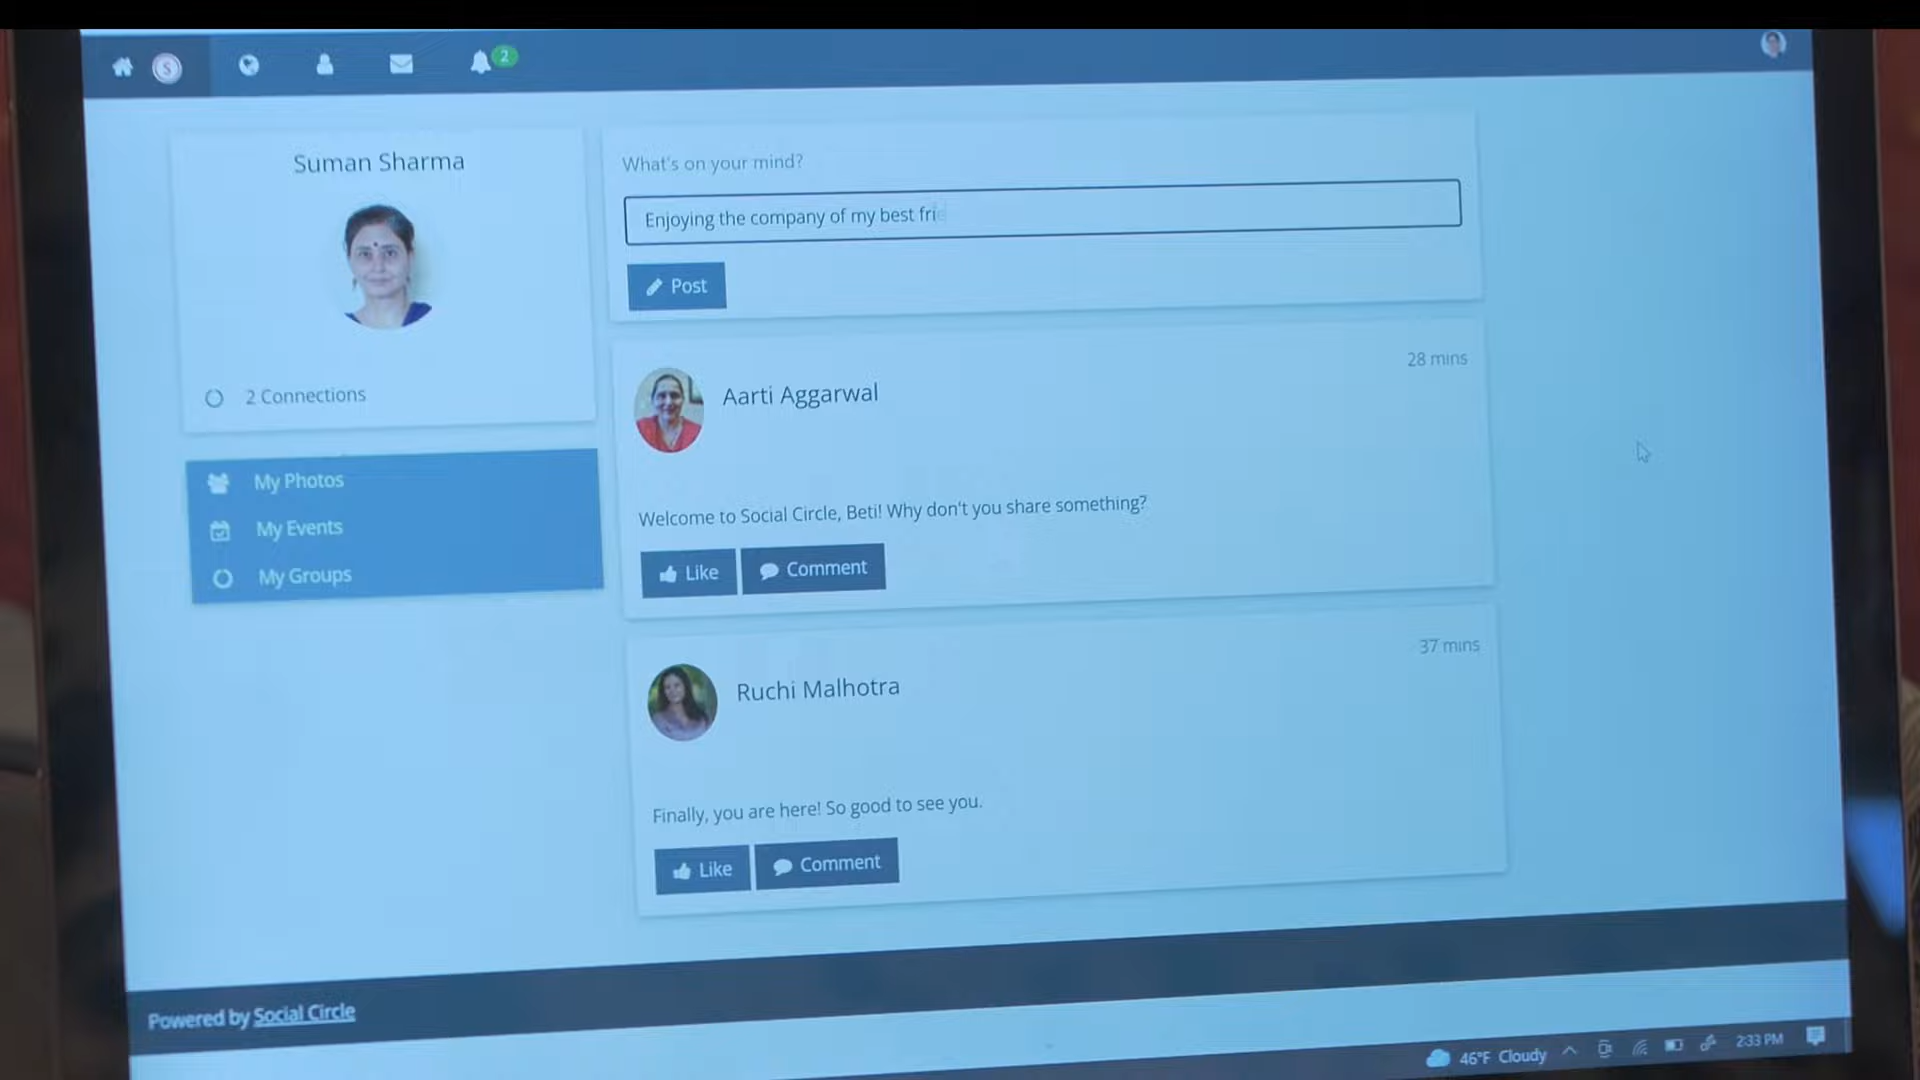 S
2
Suman Sharma
2 Connections
My Photos
My Events
My Groups
What's on your mind?
Enjoying the company of my best frie
Post
28 mins
Aarti Aggarwal
Welcome to Social Circle, Beti! Why don't you share something?
Like Comment
37 mins
Ruchi Malhotra
Finally, you are here! So good to see you.
Like Comment
Powered by Social Circle
46°F Cloudy 2:33 PM